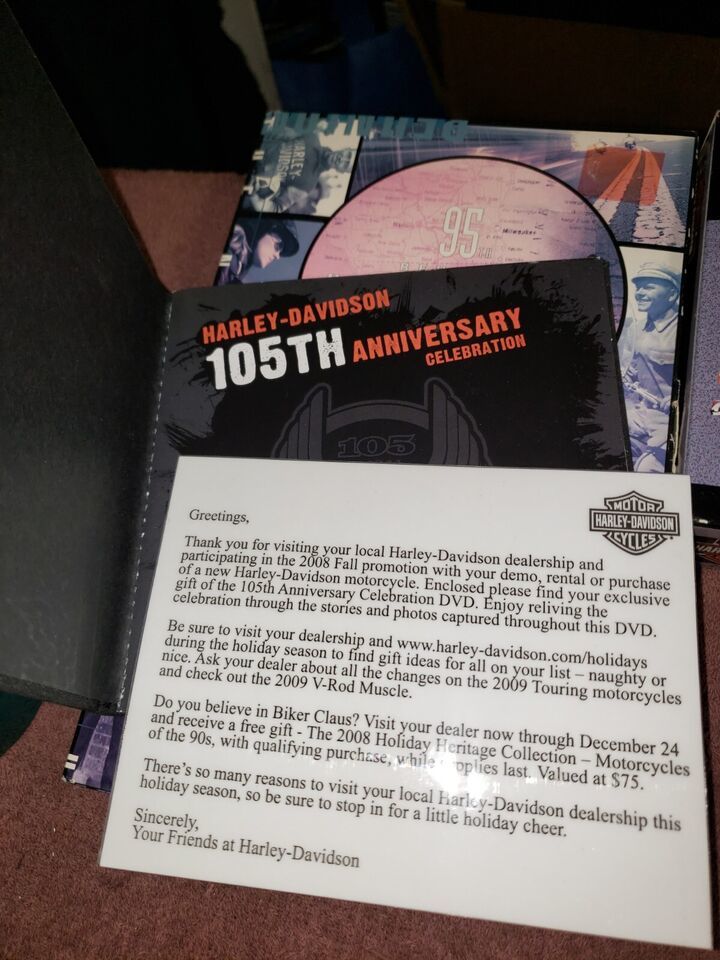 HARLEY
DAVIDSON
95TH
Milwaukee
HARLEY-DAVIDSON
105TH ANNIVERSARY
CELEBRATION
105
MOTOR
HARLEY-DAVIDSON
CYCLES
Greetings,
Thank you for visiting your local Harley-Davidson dealership and
participating in the 2008 Fall promotion with your demo, rental or purchase
of a new Harley-Davidson motorcycle. Enclosed please find your exclusive
gift of the 105th Anniversary Celebration DVD. Enjoy reliving the
celebration through the stories and photos captured throughout this DVD.
Be sure to visit your dealership and www.harley-davidson.com/holidays
during the holiday season to find gift ideas for all on your list – naughty or
nice. Ask your dealer about all the changes on the 2009 Touring motorcycles
and check out the 2009 V-Rod Muscle.
Do you believe in Biker Claus? Visit your dealer now through December 24
and receive a free gift - The 2008 Holiday Heritage Collection – Motorcycles
of the 90s, with qualifying purchase, while supplies last. Valued at $75.
There's so many reasons to visit your local Harley-Davidson dealership this
holiday season, so be sure to stop in for a little holiday cheer.
Sincerely,
Your Friends at Harley-Davidson